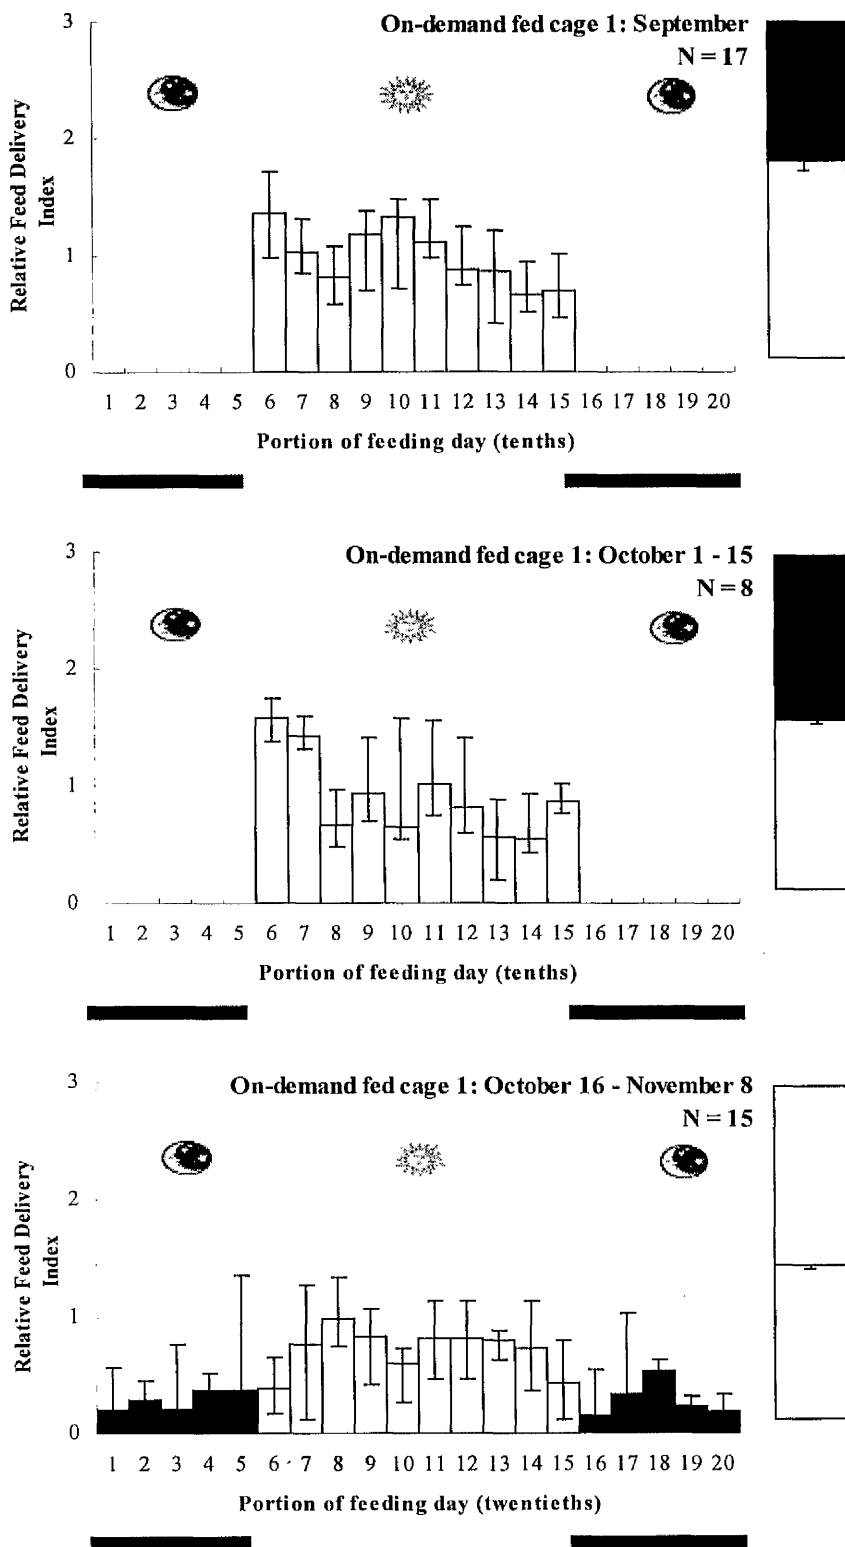 On-demand fed cage 1: September
N = 17
Relative Feed Delivery
Index
3
2
1
0
1 2 3 4 5 6 7 8 9 10 11 12 13 14 15 16 17 18 19 20
Portion of feeding day (tenths)
On-demand fed cage 1: October 1 - 15
N = 8
Relative Feed Delivery
Index
3
2
1
0
1 2 3 4 5 6 7 8 9 10 11 12 13 14 15 16 17 18 19 20
Portion of feeding day (tenths)
On-demand fed cage 1: October 16 - November 8
N = 15
Relative Feed Delivery
Index
3
2
1
0
1 2 3 4 5 6 7 8 9 10 11 12 13 14 15 16 17 18 19 20
Portion of feeding day (twentieths)